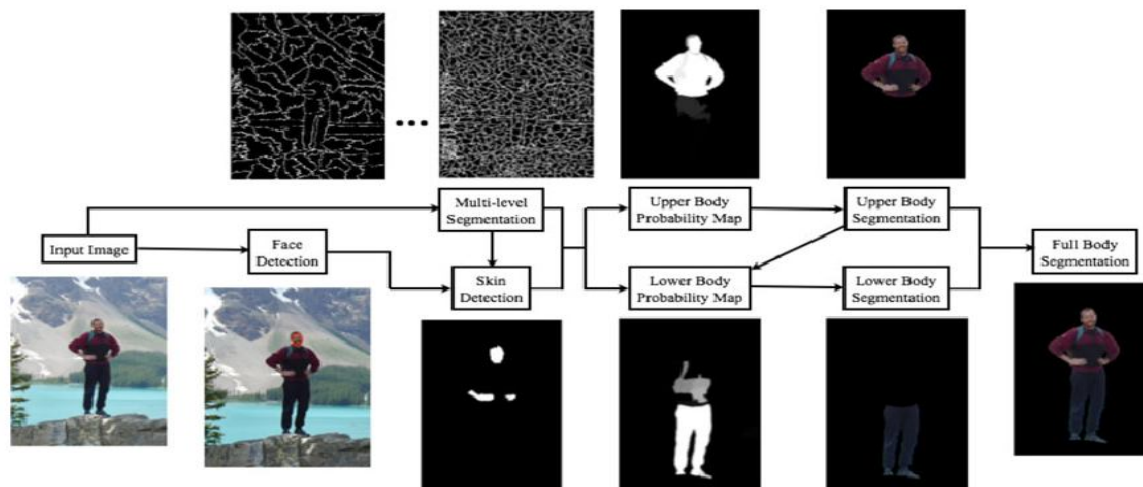 Multi-level
Segmentation
Upper Body
Probability Map
Upper Body
Segmentation
Input Image
Face
Detection
Full Body
Segmentation
Skin
Detection
Lower Body
Probability Map
Lower Body
Segmentation